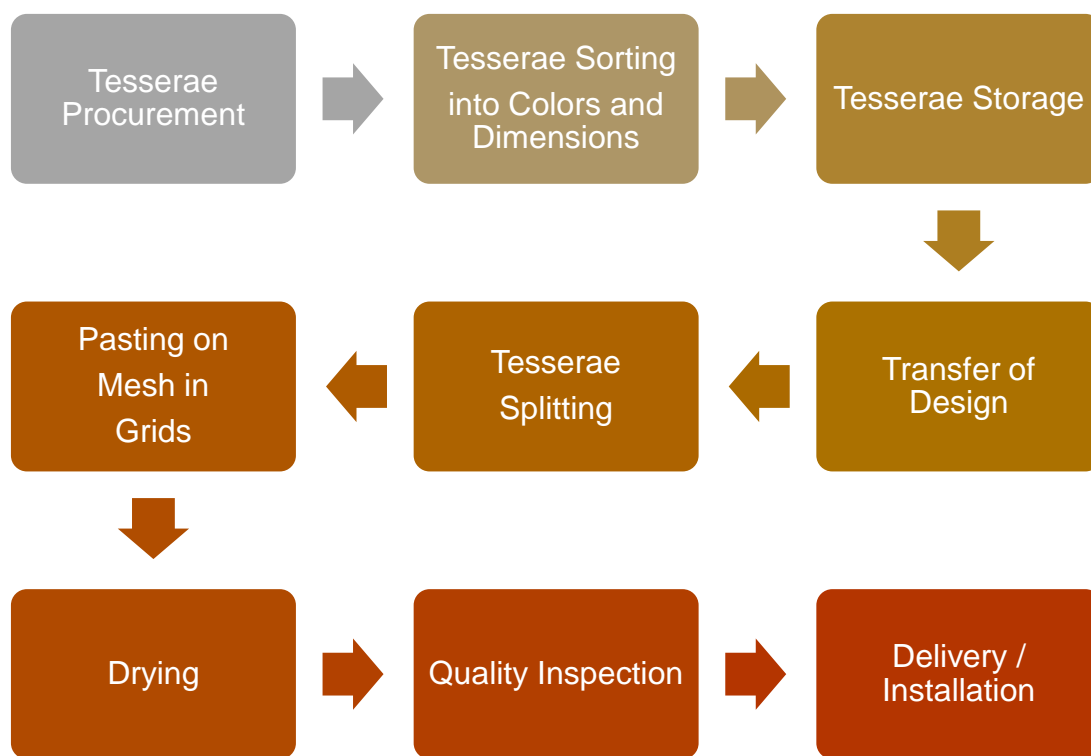 Tesserae
Procurement
Tesserae Sorting
into Colors and
Dimensions
Tesserae Storage
Transfer of
Design
Tesserae
Splitting
Pasting on
Mesh in
Grids
Drying
Quality Inspection
Delivery /
Installation